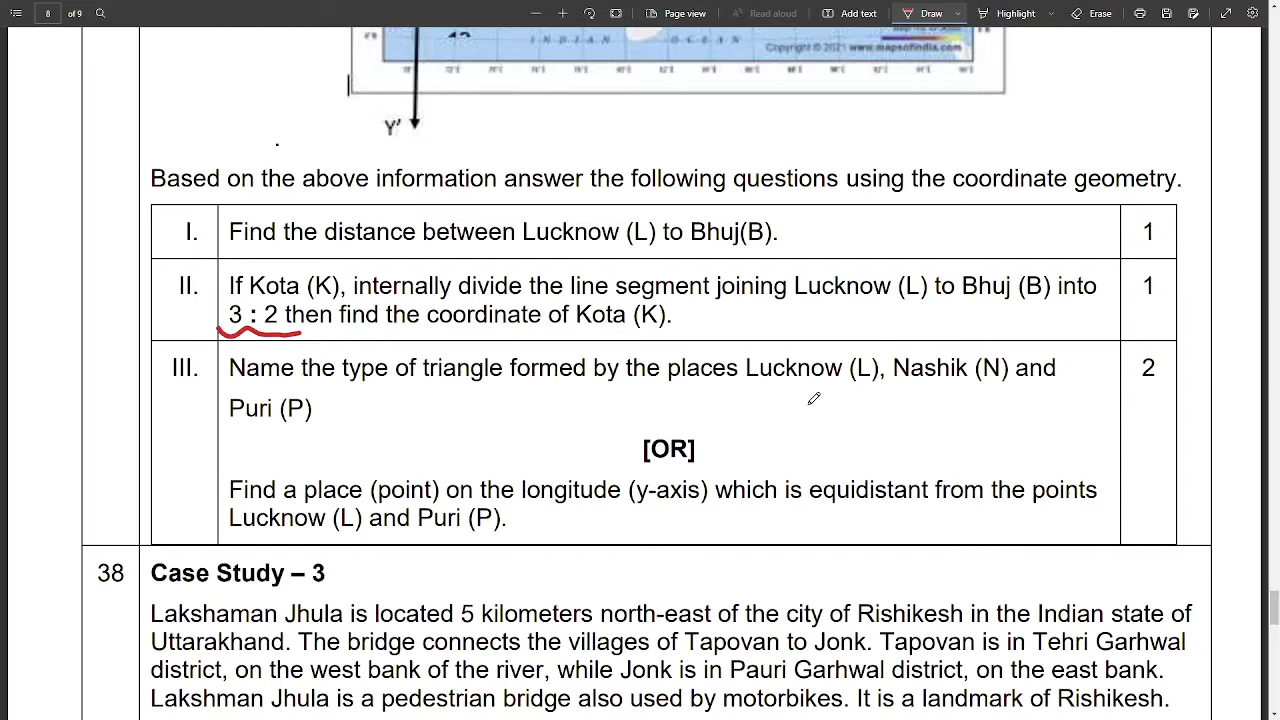 8 of 9
Page view
Read aloud
Add text
Draw
Highlight
Erase
INDIAN OCEAN
Copyright © 2021 www.mapsofindia.com
Y'
.
Based on the above information answer the following questions using the coordinate geometry.
I. Find the distance between Lucknow (L) to Bhuj(B). 1
II. If Kota (K), internally divide the line segment joining Lucknow (L) to Bhuj (B) into 1
3 : 2 then find the coordinate of Kota (K).
III. Name the type of triangle formed by the places Lucknow (L), Nashik (N) and 2
Puri (P)
[OR]
Find a place (point) on the longitude (y-axis) which is equidistant from the points
Lucknow (L) and Puri (P).
38 Case Study – 3
Lakshaman Jhula is located 5 kilometers north-east of the city of Rishikesh in the Indian state of
Uttarakhand. The bridge connects the villages of Tapovan to Jonk. Tapovan is in Tehri Garhwal
district, on the west bank of the river, while Jonk is in Pauri Garhwal district, on the east bank.
Lakshman Jhula is a pedestrian bridge also used by motorbikes. It is a landmark of Rishikesh.